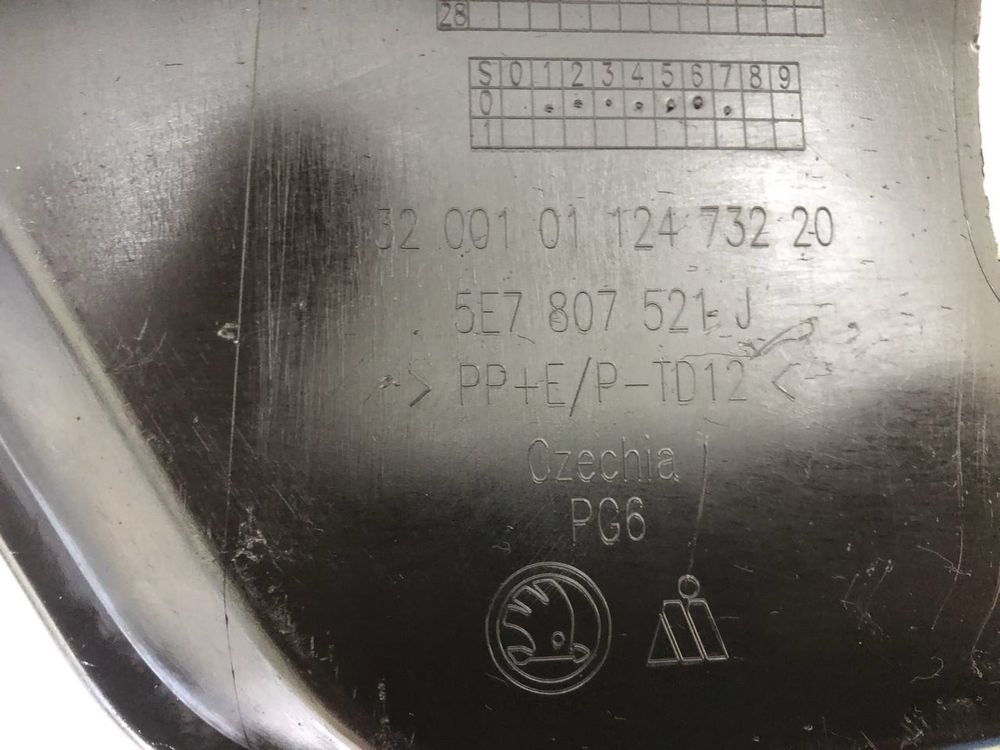 28
S 0 1 2 3 4 5 6 7 8 9
0
1
32 001 01 124 732 20
5E7 807 521 J
> PP+E/P-TD12 <
Czechia
PG6